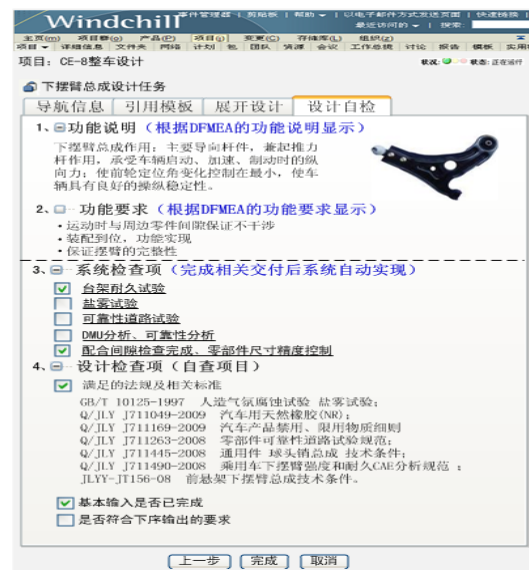 Windchill
事件管理器 | 剪贴板 | 帮助 | 以电子邮件方式发送页面 | 快速链接
最近访问的 | 搜索
主页(m) 项目群(o) 产品(P) 项目(j) 变更(C) 存储库(L) 组织(z)
项目 详细信息 文件夹 网络 计划 包 团队 资源 会议 工作总线 讨论 报告 模板 实用
项目：CE-8整车设计
状况: 状态: 正在运行
下摆臂总成设计任务
导航信息 引用模板 展开设计 设计自检
1、功能说明（根据DFMEA的功能说明显示）
下摆臂总成作用：主要导向杆件，兼起推力
杆作用，承受车辆启动、加速、制动时的纵
向力；使前轮定位角变化控制在最小，使车
辆具有良好的操纵稳定性。
2、功能要求（根据DFMEA的功能要求显示）
·运动时与周边零件间隙保证不干涉
·装配到位，功能实现
·保证摆臂的完整性
3、系统检查项（完成相关交付后系统自动实现）
台架耐久试验
盐雾试验
可靠性道路试验
DMU分析、可靠性分析
配合间隙检查完成、零部件尺寸精度控制
4、设计检查项（自查项目）
满足的法规及相关标准
GB/T 10125-1997 人造气氛腐蚀试验 盐雾试验；
Q/JLY J711049-2009 汽车用天然橡胶(NR)；
Q/JLY J711169-2009 汽车产品禁用、限用物质细则
Q/JLY J711263-2008 零部件可靠性道路试验规范；
Q/JLY J711445-2008 通用件 球头销总成 技术条件；
Q/JLY J711490-2008 乘用车下摆臂强度和耐久CAE分析规范 ；
JLYY-JT156-08 前悬架下摆臂总成技术条件。
基本输入是否已完成
是否符合下序输出的要求
上一步 完成 取消